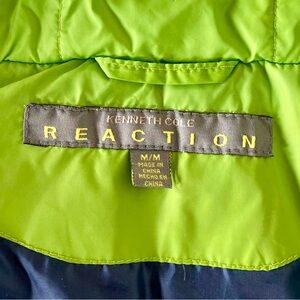 KENNETH COLE
REACTION
M/M
MADE IN
CHINA
HECHO EN
CHINA